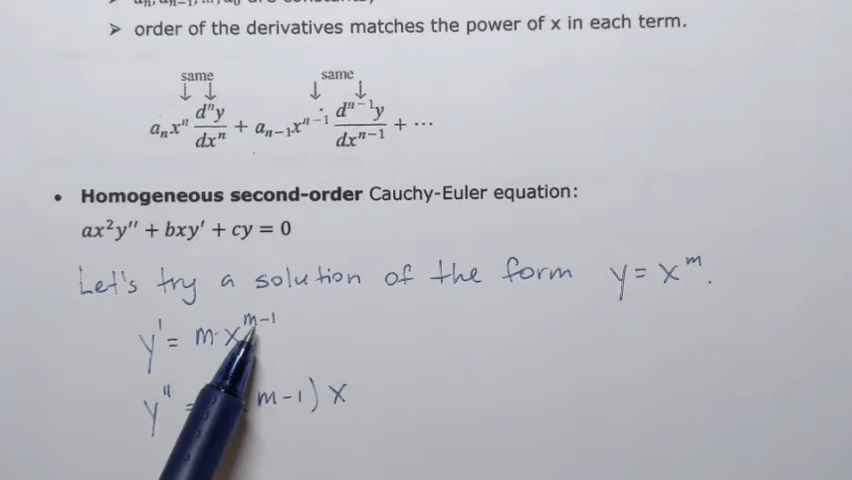 are constants,
➤ order of the derivatives matches the power of x in each term.
same same
↓ ↓ ↓ ↓
aₙxⁿ dⁿy/dxⁿ + aₙ₋₁xⁿ⁻¹ dⁿ⁻¹y/dxⁿ⁻¹ + ⋯
• Homogeneous second-order Cauchy-Euler equation:
ax²y″ + bxy′ + cy = 0
Let's try a solution of the form y = xᵐ.
y' = m·xᵐ⁻¹
y" = m-1) x